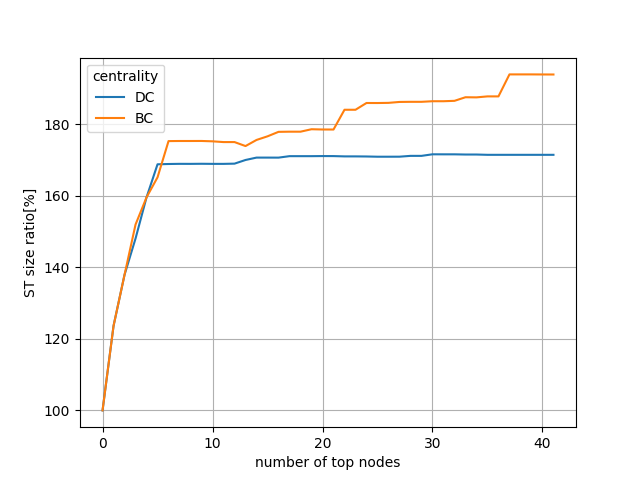 centrality
DC
BC
ST size ratio[%]
180
160
140
120
100
0 10 20 30 40
number of top nodes